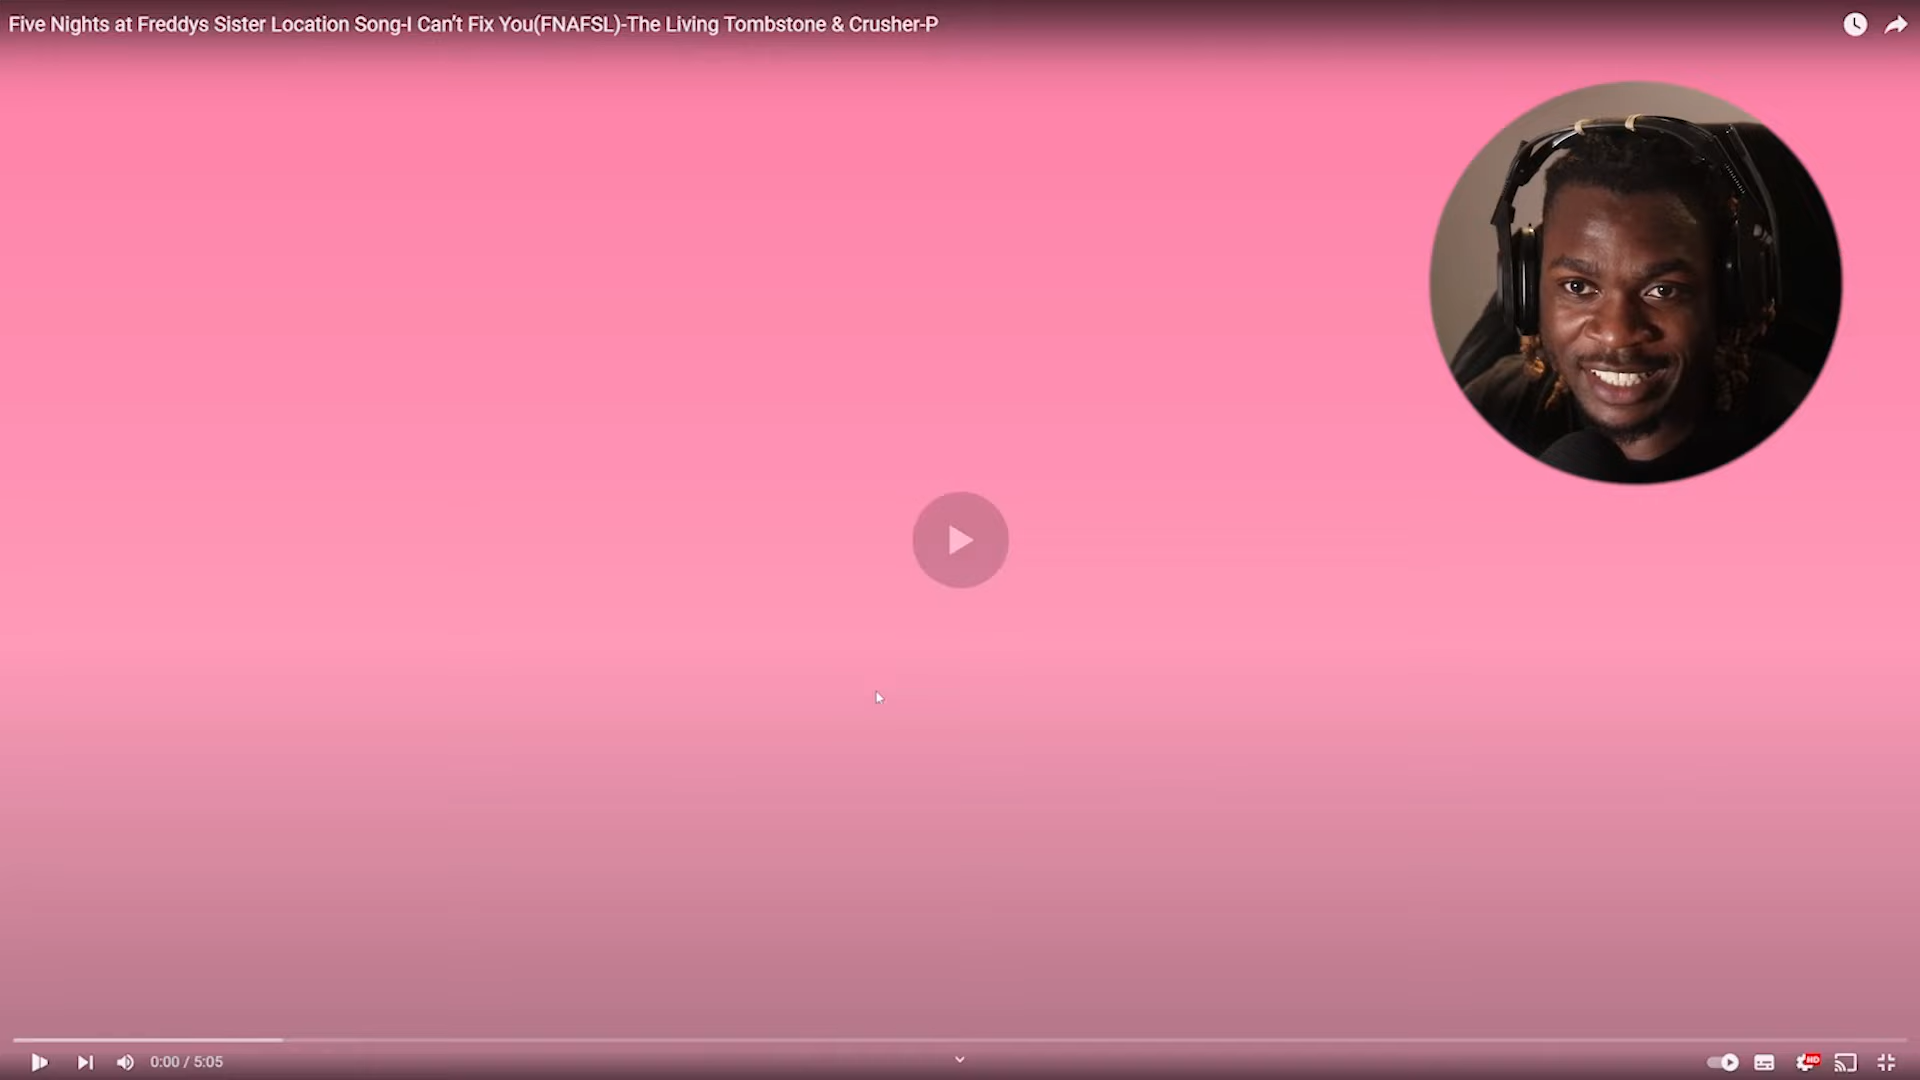 Five Nights at Freddys Sister Location Song-I Can’t Fix You(FNAFSL)-The Living Tombstone & Crusher-P
0:00 / 5:05
HD